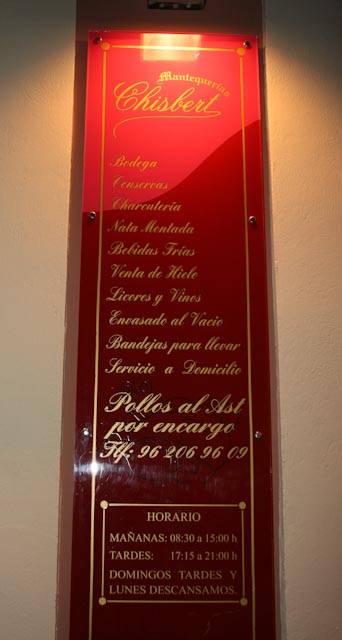 Mantequerías
Chisbert
Bodega
Conservas
Charcutería
Nata Montada
Bebidas Frías
Venta de Hielo
Licores y Vinos
Envasado al Vacio
Bandejas para llevar
Servicio a Domicilio
Pollos al Ast
por encargo
Tlf: 96 206 96 09
HORARIO
MAÑANAS: 08:30 a 15:00 h
TARDES: 17:15 a 21:00 h
DOMINGOS TARDES Y
LUNES DESCANSAMOS.